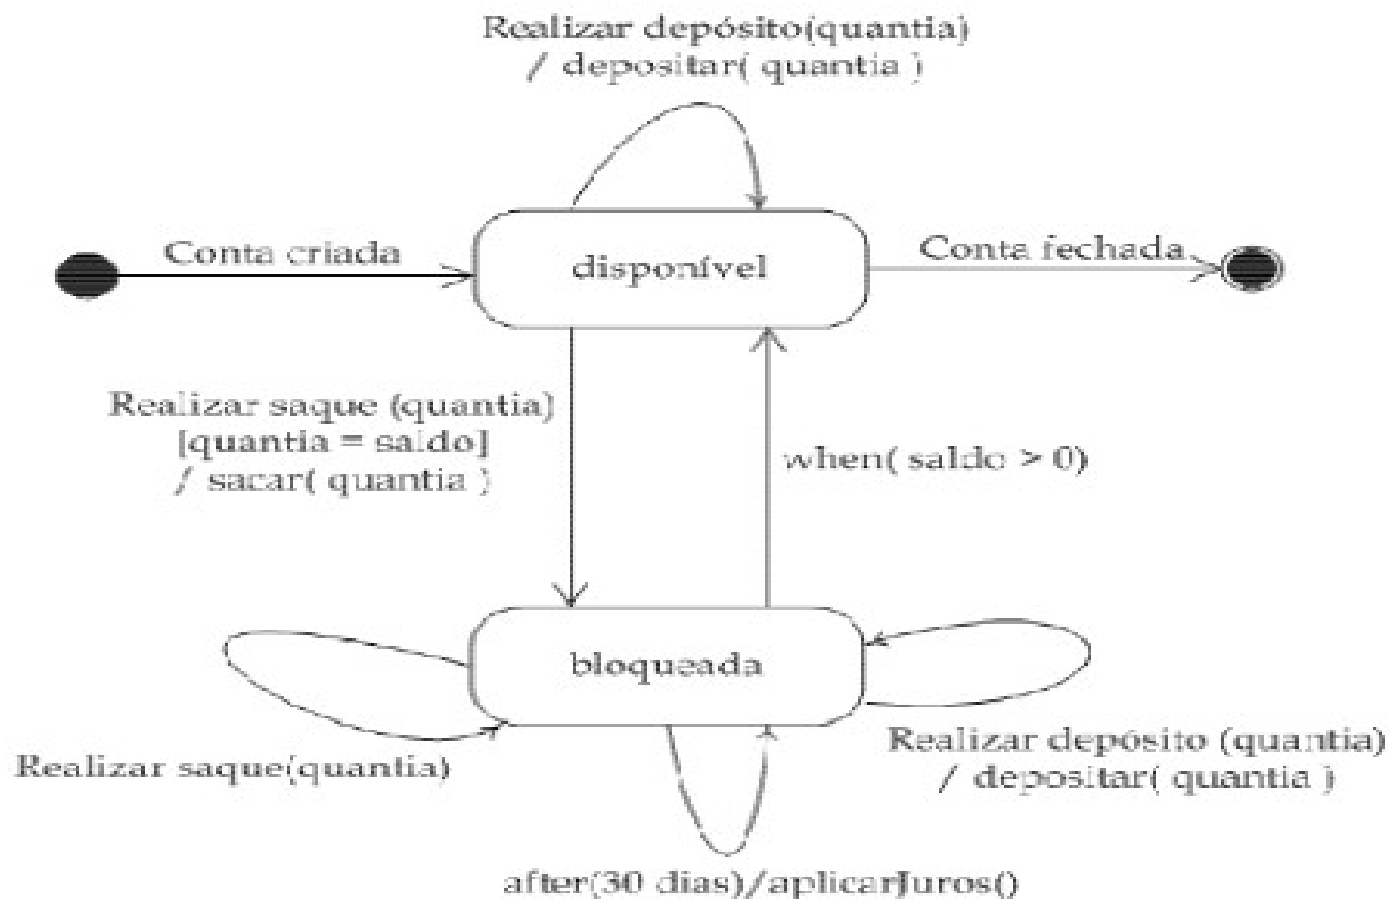 Realizar depósito(quantia)
/ depositar( quantia )
Conta criada
disponível
Conta fechada
Realizar saque (quantia)
[quantia = saldo]
/ sacar( quantia )
when( saldo > 0)
bloqueada
Realizar saque(quantia)
Realizar depósito (quantia)
/ depositar( quantia )
after(30 dias)/aplicarJuros()